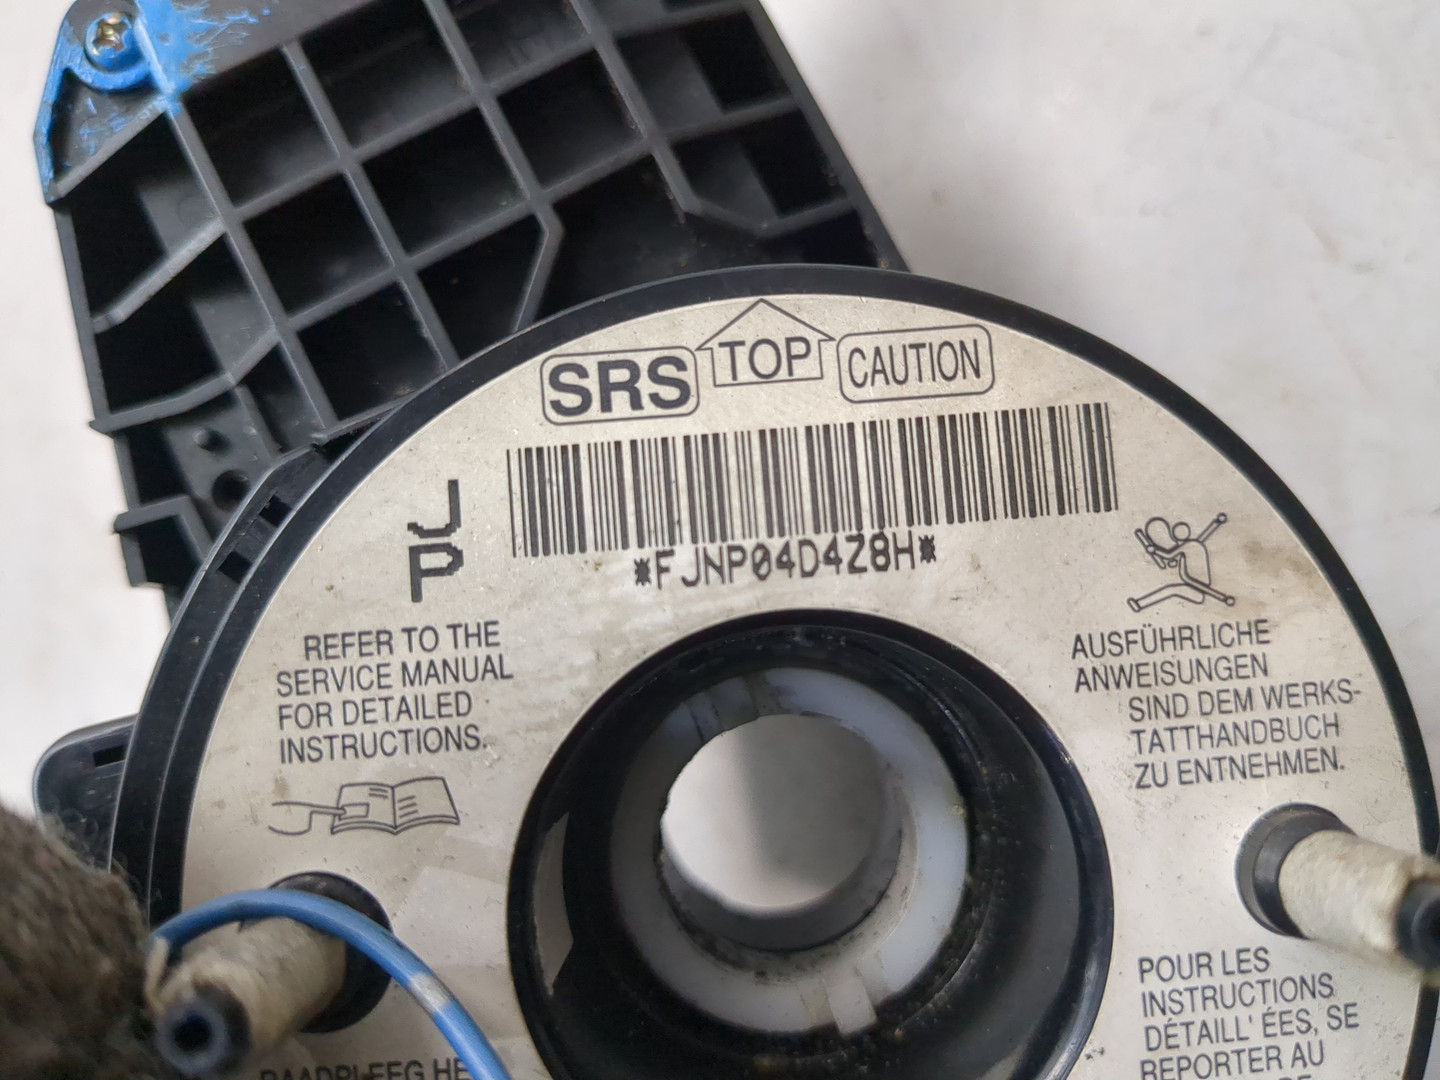 SRS
TOP
CAUTION
J
P
*FJNP04D4Z8H*
REFER TO THE
SERVICE MANUAL
FOR DETAILED
INSTRUCTIONS.
AUSFÜHRLICHE
ANWEISUNGEN
SIND DEM WERKS-
TATTHANDBUCH
ZU ENTNEHMEN.
POUR LES
INSTRUCTIONS
DÉTAILL' ÉES, SE
REPORTER AU